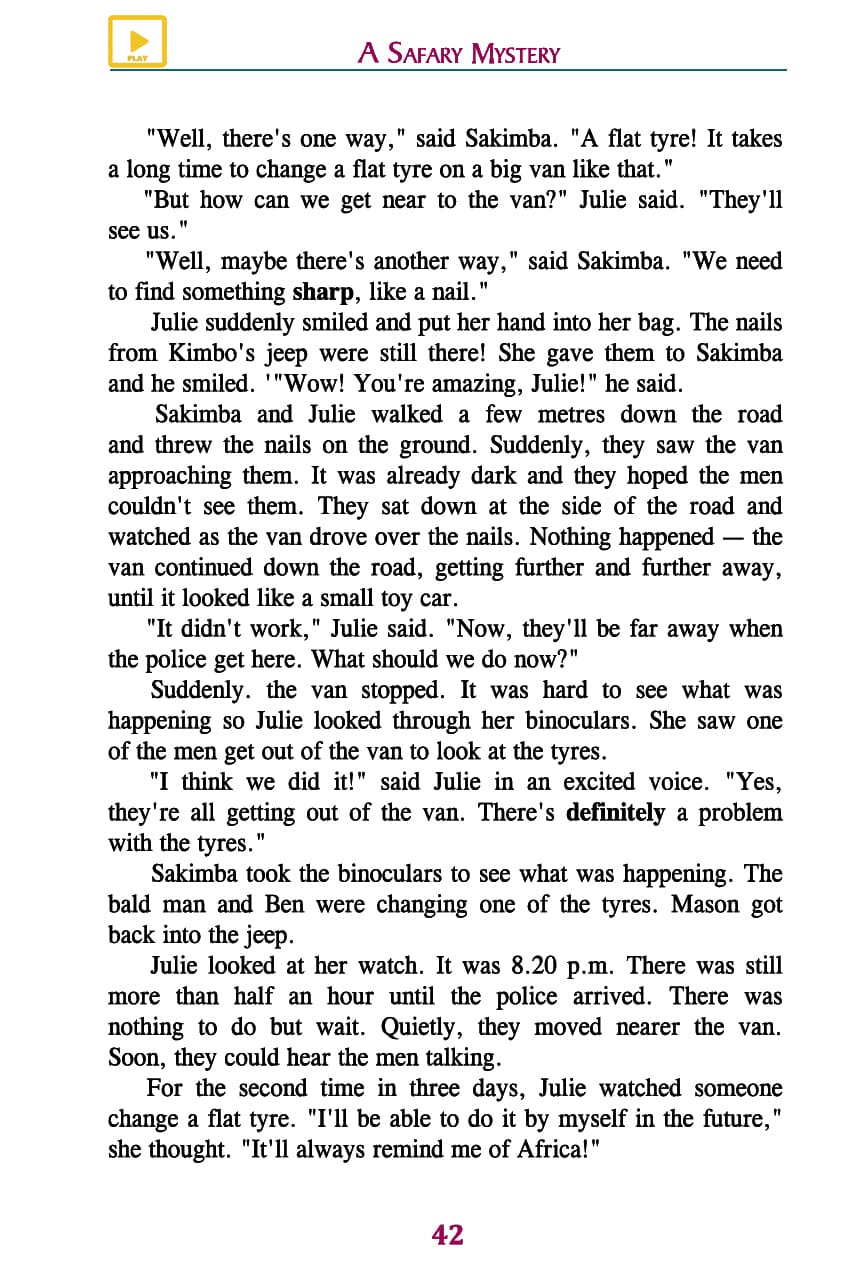 PLAY
A SAFARY MYSTERY
"Well, there's one way," said Sakimba. "A flat tyre! It takes
a long time to change a flat tyre on a big van like that."
"But how can we get near to the van?" Julie said. "They'll
see us."
"Well, maybe there's another way," said Sakimba. "We need
to find something sharp, like a nail."
Julie suddenly smiled and put her hand into her bag. The nails
from Kimbo's jeep were still there! She gave them to Sakimba
and he smiled. '"Wow! You're amazing, Julie!" he said.
Sakimba and Julie walked a few metres down the road
and threw the nails on the ground. Suddenly, they saw the van
approaching them. It was already dark and they hoped the men
couldn't see them. They sat down at the side of the road and
watched as the van drove over the nails. Nothing happened — the
van continued down the road, getting further and further away,
until it looked like a small toy car.
"It didn't work," Julie said. "Now, they'll be far away when
the police get here. What should we do now?"
Suddenly. the van stopped. It was hard to see what was
happening so Julie looked through her binoculars. She saw one
of the men get out of the van to look at the tyres.
"I think we did it!" said Julie in an excited voice. "Yes,
they're all getting out of the van. There's definitely a problem
with the tyres."
Sakimba took the binoculars to see what was happening. The
bald man and Ben were changing one of the tyres. Mason got
back into the jeep.
Julie looked at her watch. It was 8.20 p.m. There was still
more than half an hour until the police arrived. There was
nothing to do but wait. Quietly, they moved nearer the van.
Soon, they could hear the men talking.
For the second time in three days, Julie watched someone
change a flat tyre. "I'll be able to do it by myself in the future,"
she thought. "It'll always remind me of Africa!"
42